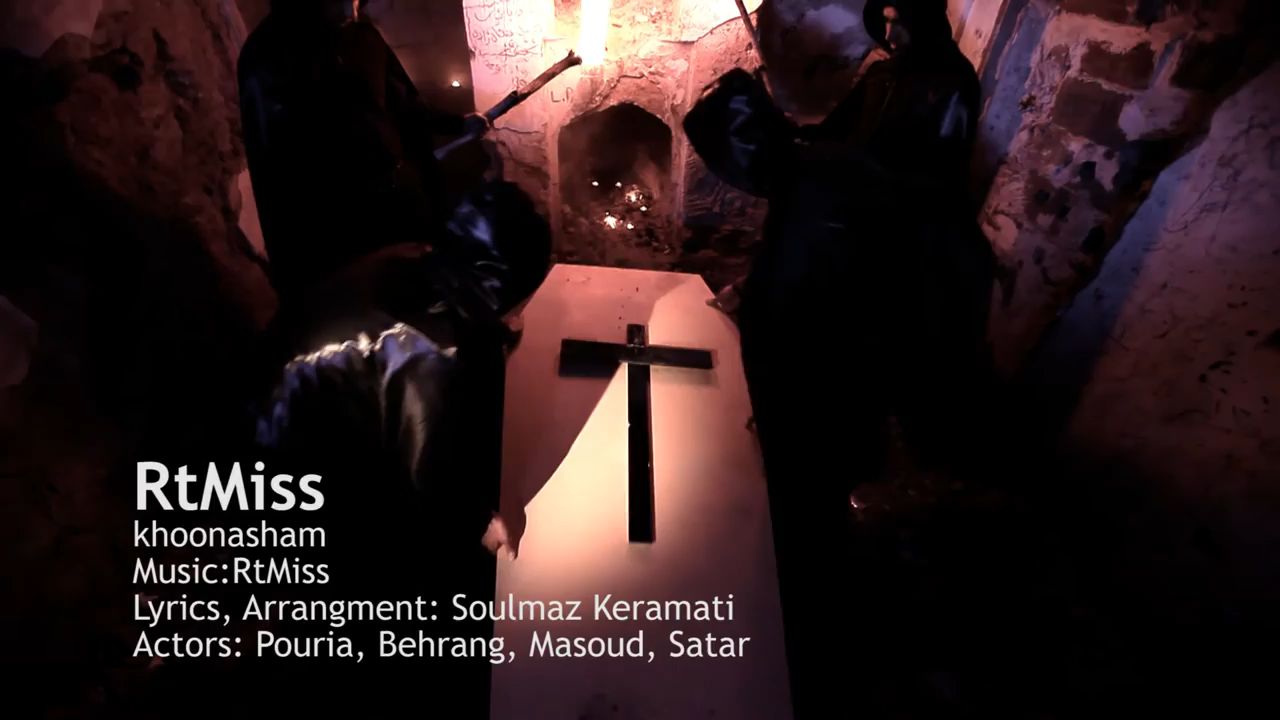 L.P
RtMiss
khoonasham
Music:RtMiss
Lyrics, Arrangment: Soulmaz Keramati
Actors: Pouria, Behrang, Masoud, Satar